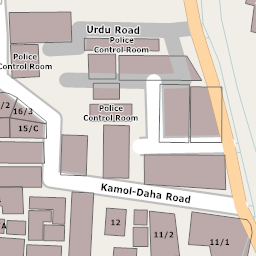 Urdu Road
Police
Control Room
Police
Control Room
/2
16/3
15/C
Police
Control Room
Kamol-Daha Road
12
11/2
11/1
A